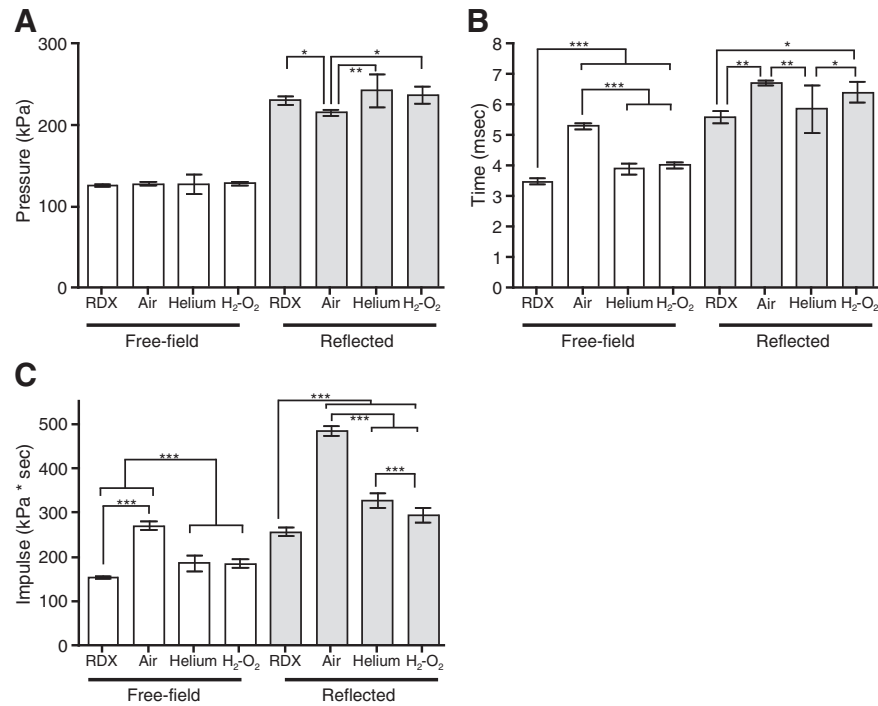 A
Pressure (kPa)
300
200
100
0
* *
**
RDX Air Helium H₂-O₂ RDX Air Helium H₂-O₂
Free-field Reflected
B
Time (msec)
8
7
6
5
4
3
2
1
0
*** *
** ** *
***
RDX Air Helium H₂-O₂ RDX Air Helium H₂-O₂
Free-field Reflected
C
Impulse (kPa * sec)
500
400
300
200
100
0
***
***
***
***
***
RDX Air Helium H₂-O₂ RDX Air Helium H₂-O₂
Free-field Reflected